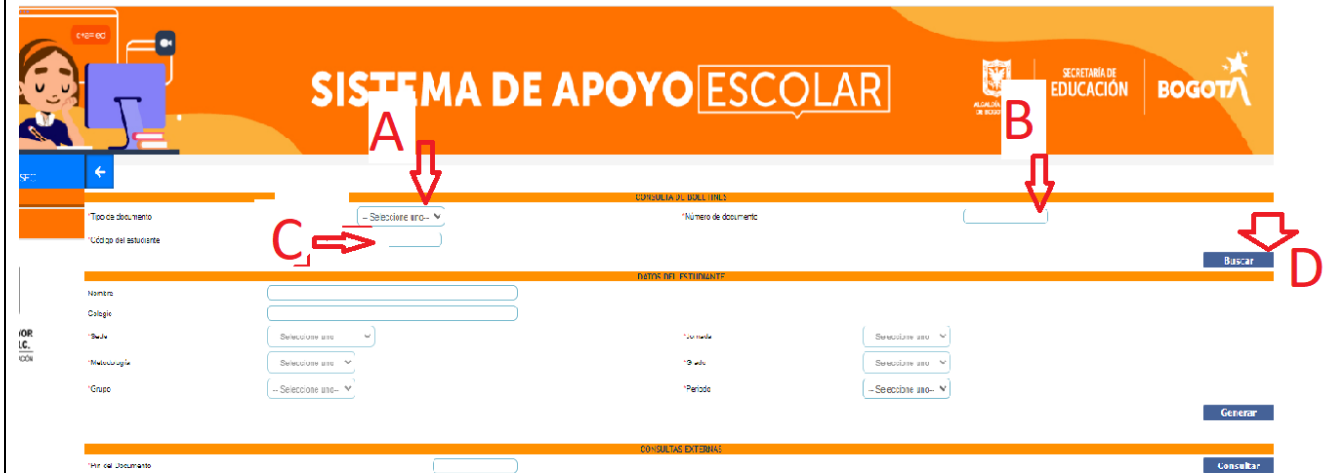 SISTEMA DE APOYO ESCOLAR
SECRETARÍA DE
EDUCACIÓN
BOGOTÁ
A
B
CONSULTA DE BOLETINES
*Tipo de documento
-- Seleccione uno--
*Número de documento
*Código del estudiante
C
D
Buscar
DATOS DEL ESTUDIANTE
Nombre
Colegio
*Sede
Seleccione uno
*Jornada
Seleccione uno
*Metodología
Seleccione uno
*Grado
Seleccione uno
*Grupo
-- Seleccione uno--
*Periodo
-- Seleccione uno--
Generar
CONSULTAS EXTERNAS
*Pin del Documento
Consultar